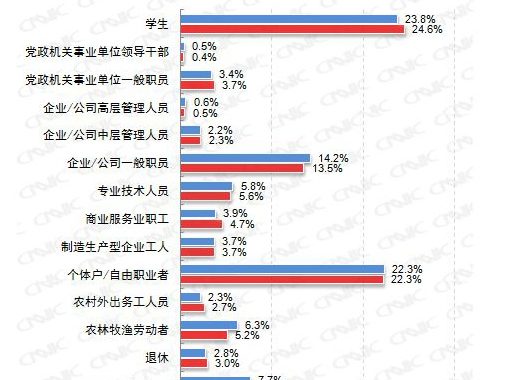 学生 23.8%
24.6%
党政机关事业单位领导干部 0.5%
0.4%
党政机关事业单位一般职员 3.4%
3.7%
企业/公司高层管理人员 0.6%
0.5%
企业/公司中层管理人员 2.2%
2.3%
企业/公司一般职员 14.2%
13.5%
专业技术人员 5.8%
5.6%
商业服务业职工 3.9%
4.7%
制造生产型企业工人 3.7%
3.7%
个体户/自由职业者 22.3%
22.3%
农村外出务工人员 2.3%
2.7%
农林牧渔劳动者 6.3%
5.2%
退休 2.8%
3.0%
7.7%